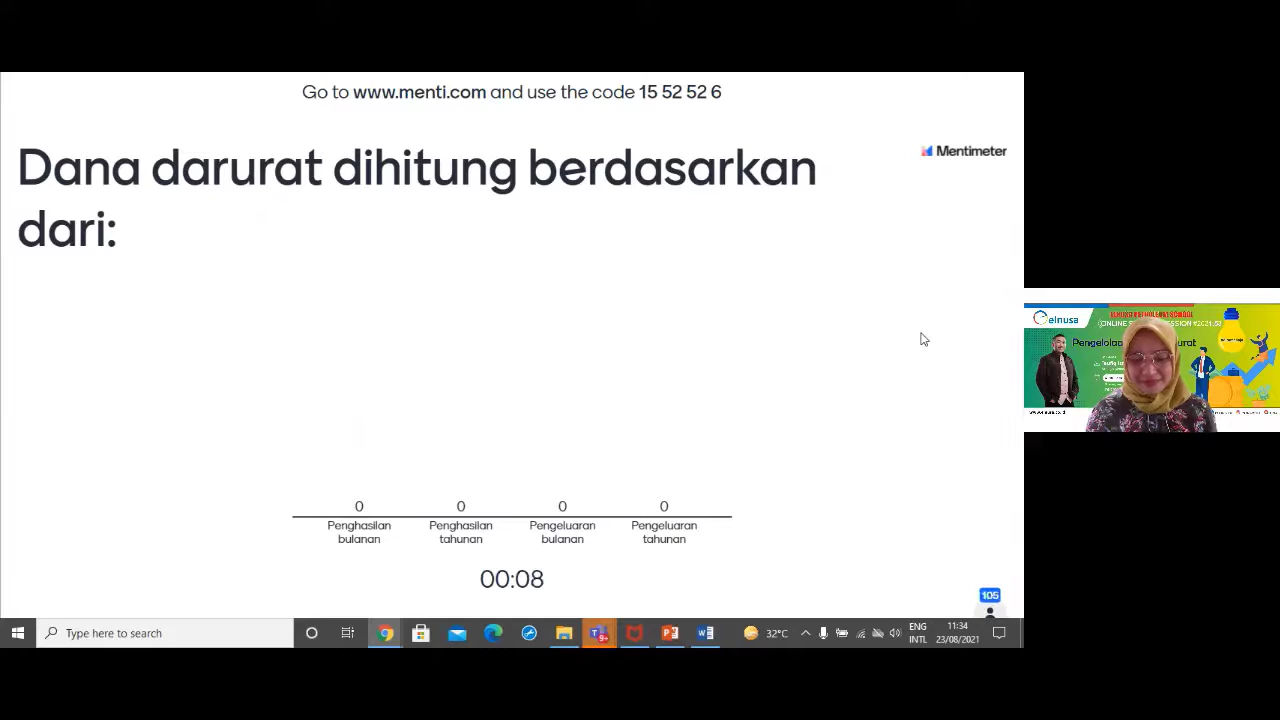 Go to www.menti.com and use the code 15 52 52 6
Mentimeter
Dana darurat dihitung berdasarkan
dari:
0 0 0 0
Penghasilan bulanan
Penghasilan tahunan
Pengeluaran bulanan
Pengeluaran tahunan
00:08
105
elnusa
(ONLINE
Type here to search
9+
32°C
ENG
INTL
11:34
23/08/2021